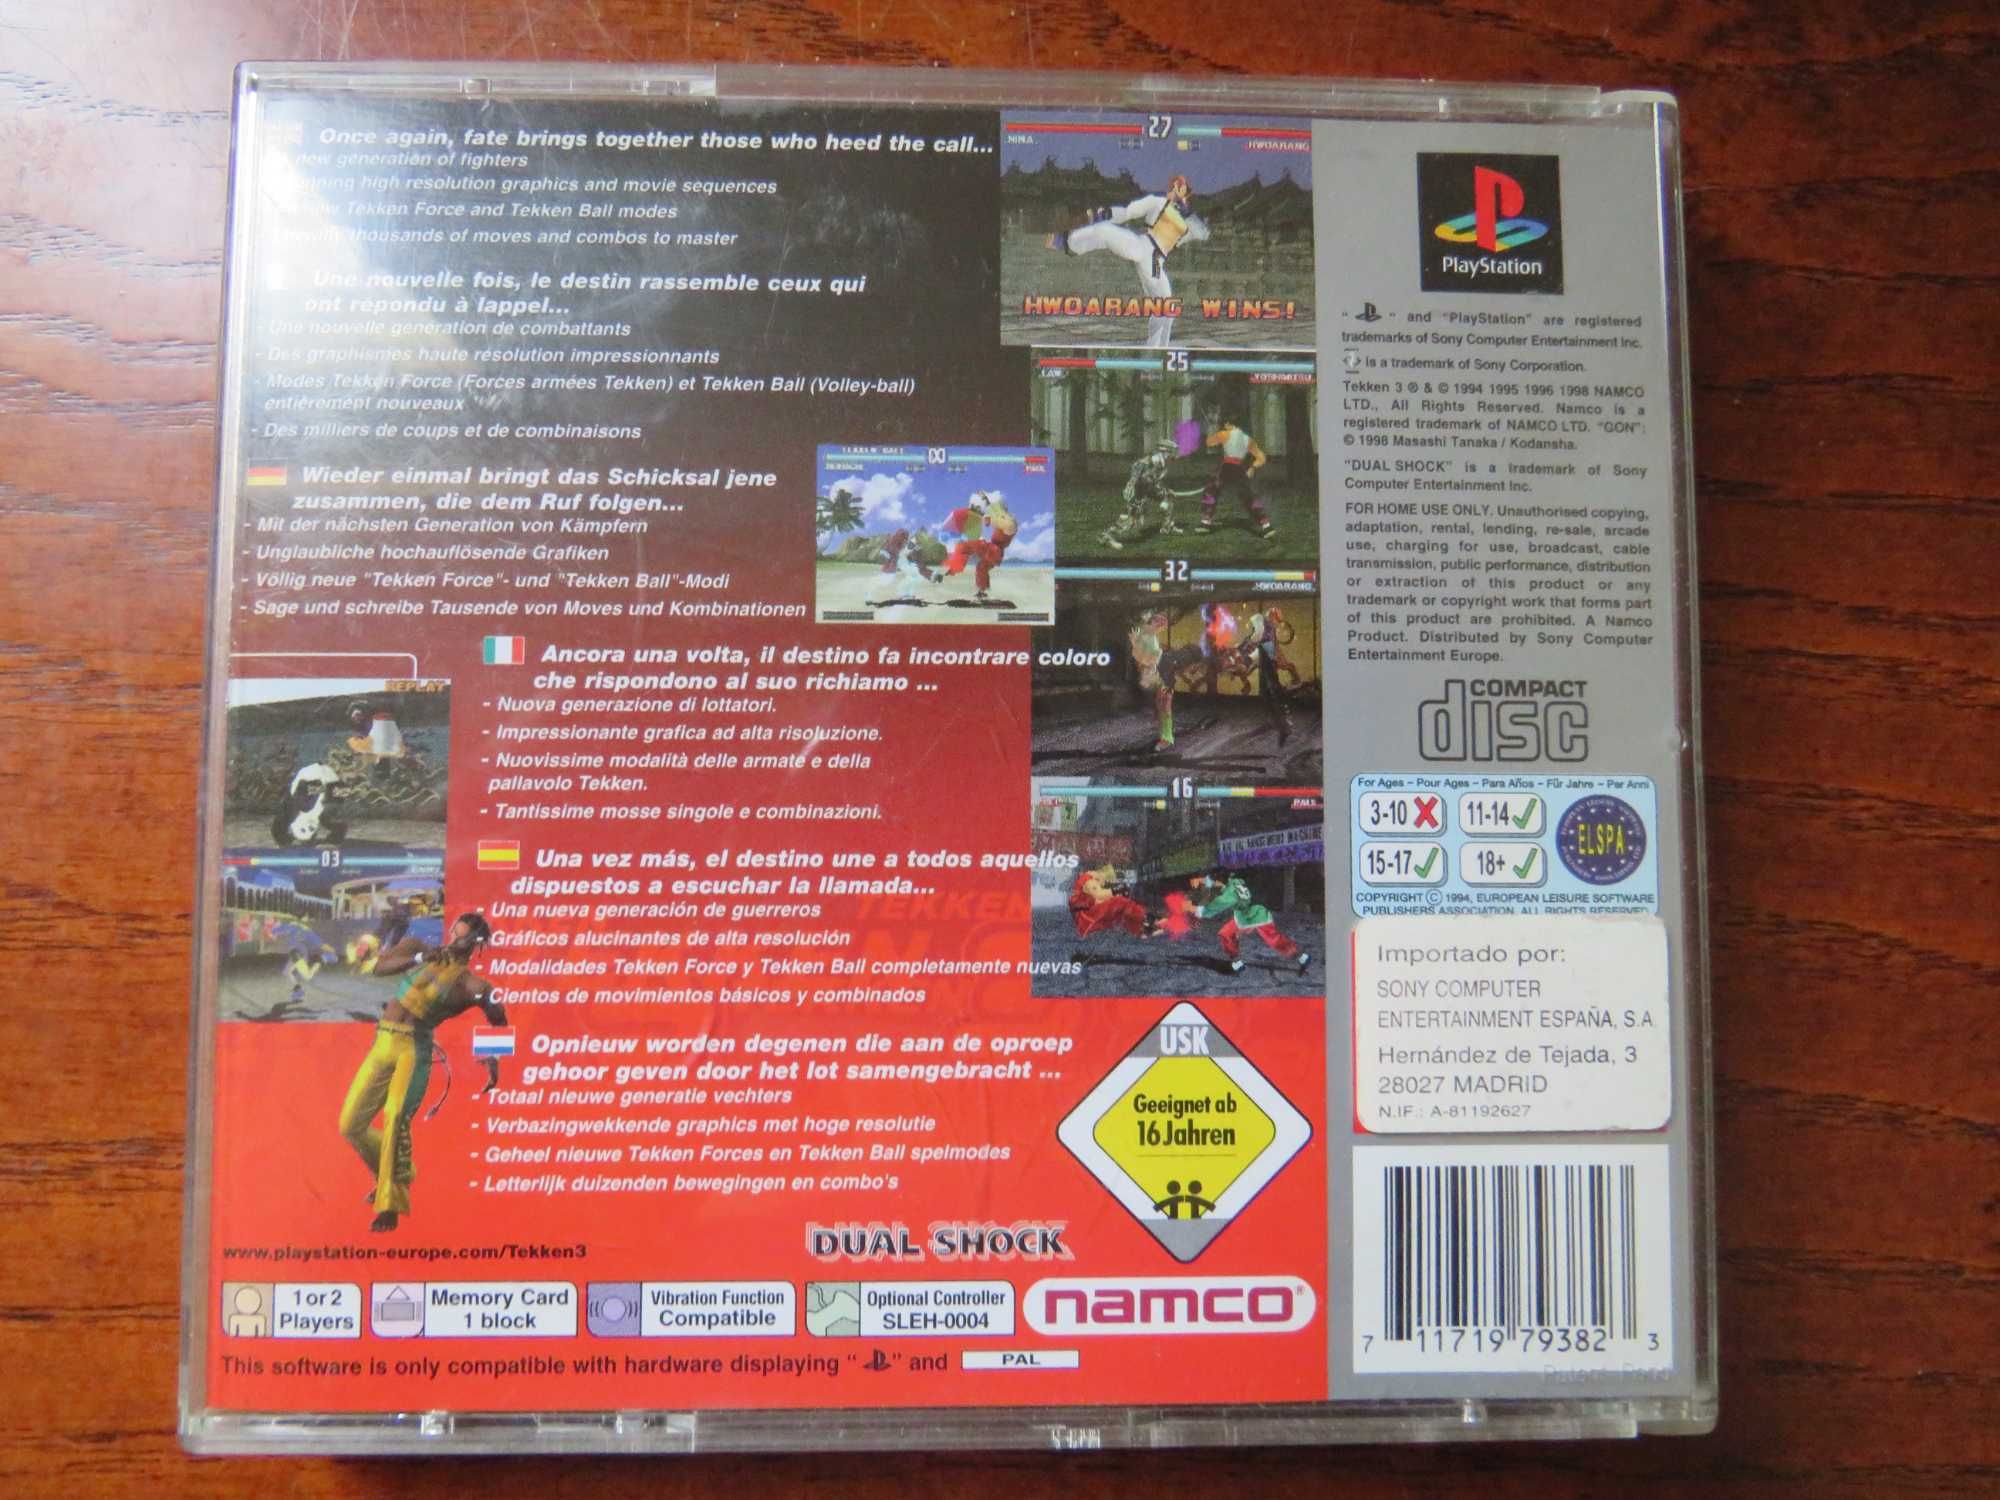 Once again, fate brings together those who heed the call...
new generation of fighters
high resolution graphics and movie sequences
Tekken Force and Tekken Ball modes
thousands of moves and combos to master
Une nouvelle fois, le destin rassemble ceux qui
ont répondu à lappel...
- Une nouvelle génération de combattants
- Des graphismes haute résolution impressionnants
- Modes Tekken Force (Forces armées Tekken) et Tekken Ball (Volley-ball)
entièrement nouveaux
- Des milliers de coups et de combinaisons
Wieder einmal bringt das Schicksal jene
zusammen, die dem Ruf folgen...
- Mit der nächsten Generation von Kämpfern
- Unglaubliche hochauflösende Grafiken
- Völlig neue "Tekken Force"- und "Tekken Ball"-Modi
- Sage und schreibe Tausende von Moves und Kombinationen
Ancora una volta, il destino fa incontrare coloro
che rispondono al suo richiamo ...
- Nuova generazione di lottatori.
- Impressionante grafica ad alta risoluzione.
- Nuovissime modalità delle armate e della
pallavolo Tekken.
- Tantissime mosse singole e combinazioni.
Una vez más, el destino une a todos aquellos
dispuestos a escuchar la llamada...
- Una nueva generación de guerreros
- Gráficos alucinantes de alta resolución
- Modalidades Tekken Force y Tekken Ball completamente nuevas
- Cientos de movimientos básicos y combinados
Opnieuw worden degenen die aan de oproep
gehoor geven door het lot samengebracht ...
- Totaal nieuwe generatie vechters
- Verbazingwekkende graphics met hoge resolutie
- Geheel nieuwe Tekken Forces en Tekken Ball spelmodes
- Letterlijk duizenden bewegingen en combo's
27
NINA
HWOARANG
HWOARANG WINS!
25
LAW
YOSHIMITSU
TEKKEN BALL
PAUL
32
HWOARANG
16
PAUL
REPLAY
03
EDDY
USK
Geeignet ab
16 Jahren
www.playstation-europe.com/Tekken3
DUAL SHOCK
1 or 2
Players
Memory Card
1 block
Vibration Function
Compatible
Optional Controller
SLEH-0004
namco®
This software is only compatible with hardware displaying " " and PAL
PlayStation
" " and "PlayStation" are registered
trademarks of Sony Computer Entertainment Inc.
is a trademark of Sony Corporation.
Tekken 3 ® & © 1994 1995 1996 1998 NAMCO
LTD., All Rights Reserved. Namco is a
registered trademark of NAMCO LTD. "GON":
© 1998 Masashi Tanaka / Kodansha.
"DUAL SHOCK" is a trademark of Sony
Computer Entertainment Inc.
FOR HOME USE ONLY. Unauthorised copying,
adaptation, rental, lending, re-sale, arcade
use, charging for use, broadcast, cable
transmission, public performance, distribution
or extraction of this product or any
trademark or copyright work that forms part
of this product are prohibited. A Namco
Product. Distributed by Sony Computer
Entertainment Europe.
COMPACT
disc
For Ages - Pour Ages - Para Años - Für Jahre - Per Anni
3-10
11-14
15-17
18+
ELSPA
COPYRIGHT © 1994, EUROPEAN LEISURE SOFTWARE
PUBLISHERS ASSOCIATION. ALL RIGHTS RESERVED
Importado por:
SONY COMPUTER
ENTERTAINMENT ESPAÑA, S.A.
Hernández de Tejada, 3
28027 MADRID
N.I.F.: A-81192627
7 11719 79382 3